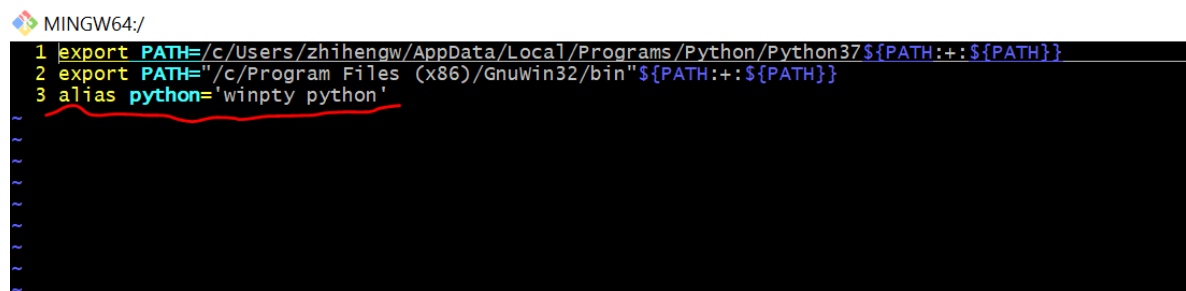 MINGW64:/
1 export PATH=/c/Users/zhihengw/AppData/Local/Programs/Python/Python37${PATH:+:${PATH}}
2 export PATH="/c/Program Files (x86)/GnuWin32/bin"${PATH:+:${PATH}}
3 alias python='winpty python'
~
~
~
~
~
~
~
~
~